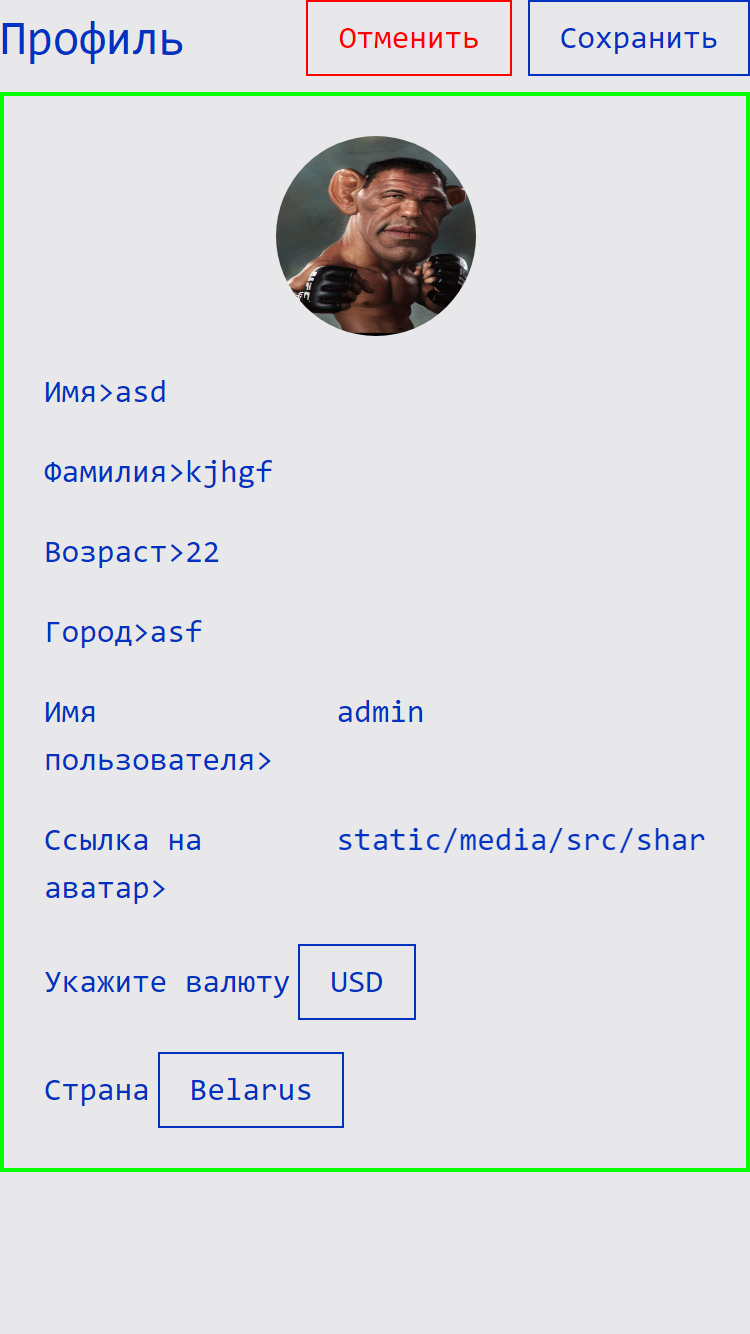 Профиль
Отменить
Сохранить
Имя>asd
Фамилия>kjhgf
Возраст>22
Город>asf
Имя admin
пользователя>
Ссылка на static/media/src/shar
аватар>
Укажите валюту USD
Страна Belarus